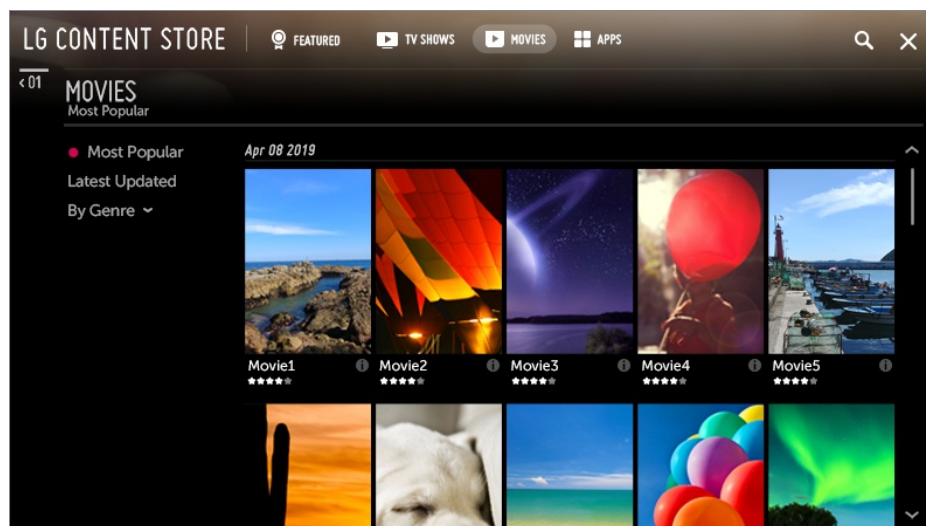 LG CONTENT STORE
FEATURED
TV SHOWS
MOVIES
APPS
<01
MOVIES
Most Popular
Most Popular
Latest Updated
By Genre
Apr 08 2019
Movie1
Movie2
Movie3
Movie4
Movie5